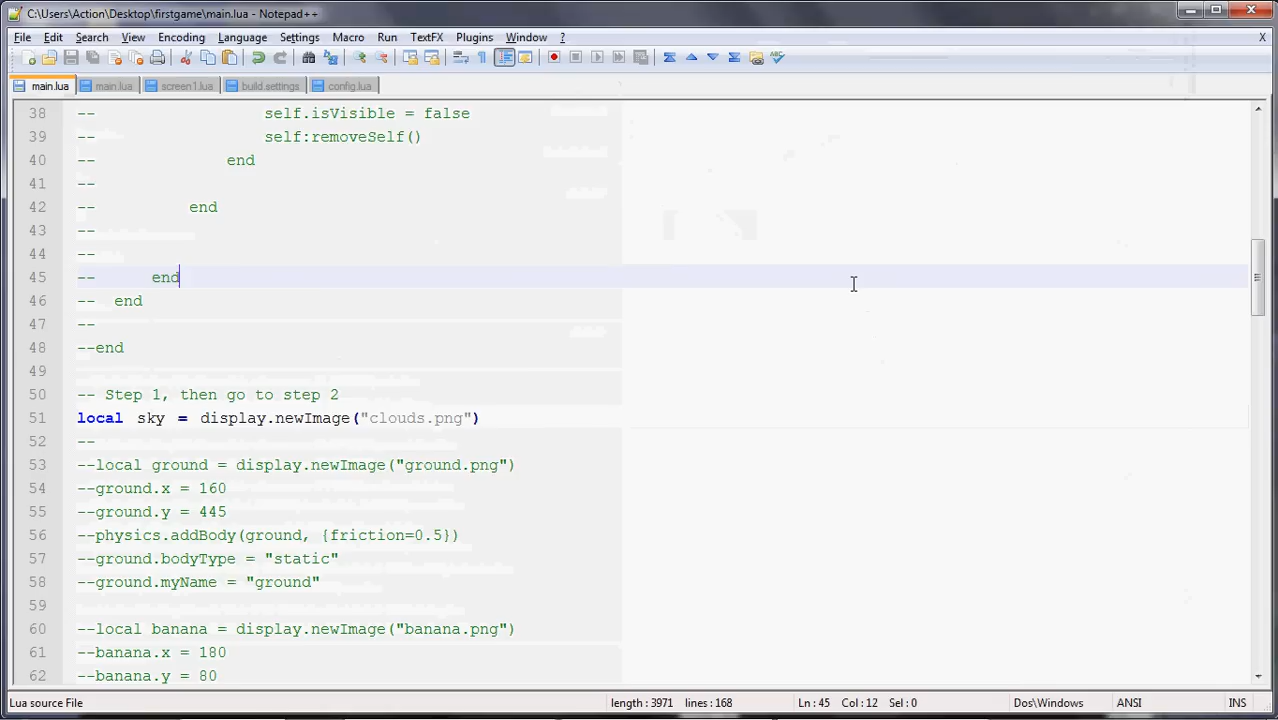 C:\Users\Action\Desktop\firstgame\main.lua - Notepad++
File Edit Search View Encoding Language Settings Macro Run TextFX Plugins Window ? X
main.lua main.lua screen1.lua build.settings config.lua
38 -- self.isVisible = false
39 -- self:removeSelf()
40 -- end
41 --
42 -- end
43 --
44 --
45 -- end
46 -- end
47 --
48 --end
49
50 -- Step 1, then go to step 2
51 local sky = display.newImage("clouds.png")
52 --
53 --local ground = display.newImage("ground.png")
54 --ground.x = 160
55 --ground.y = 445
56 --physics.addBody(ground, {friction=0.5})
57 --ground.bodyType = "static"
58 --ground.myName = "ground"
59
60 --local banana = display.newImage("banana.png")
61 --banana.x = 180
62 --banana.y = 80
Lua source File length : 3971 lines : 168 Ln : 45 Col : 12 Sel : 0 Dos\Windows ANSI INS